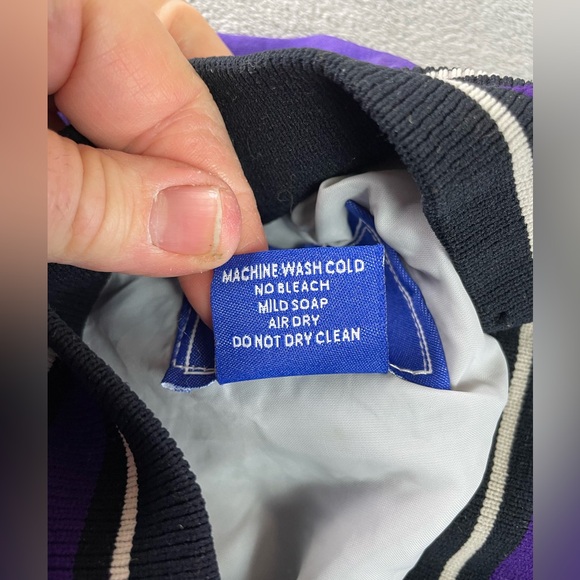 MACHINE WASH COLD
NO BLEACH
MILD SOAP
AIR DRY
DO NOT DRY CLEAN